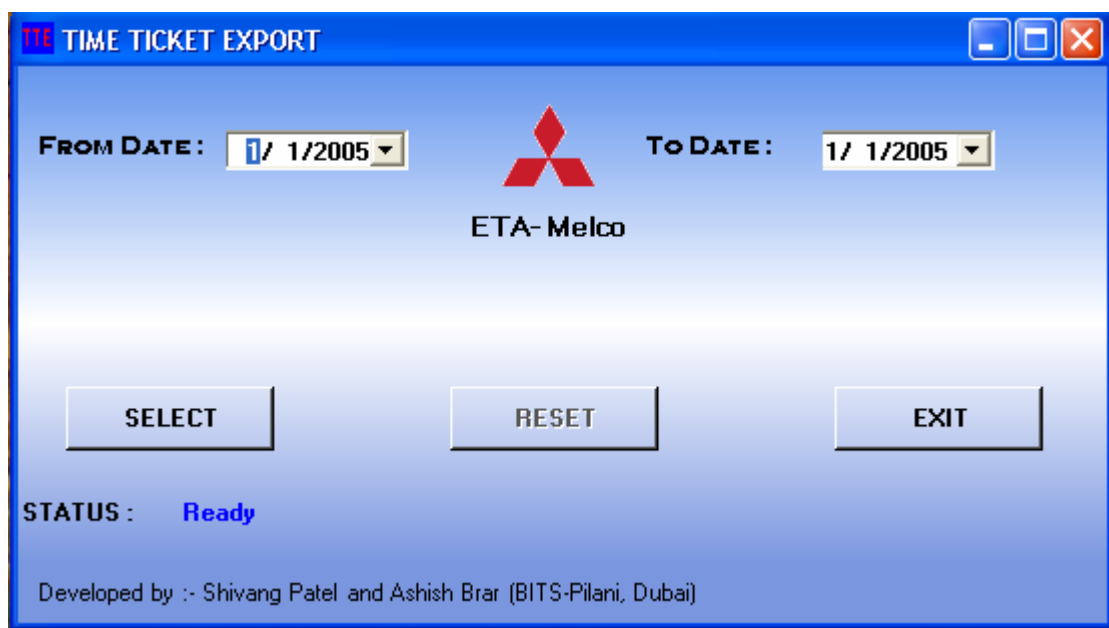 TTE TIME TICKET EXPORT
FROM DATE : 1/ 1/2005 TO DATE : 1/ 1/2005
ETA-Melco
SELECT RESET EXIT
STATUS : Ready
Developed by :- Shivang Patel and Ashish Brar (BITS-Pilani, Dubai)